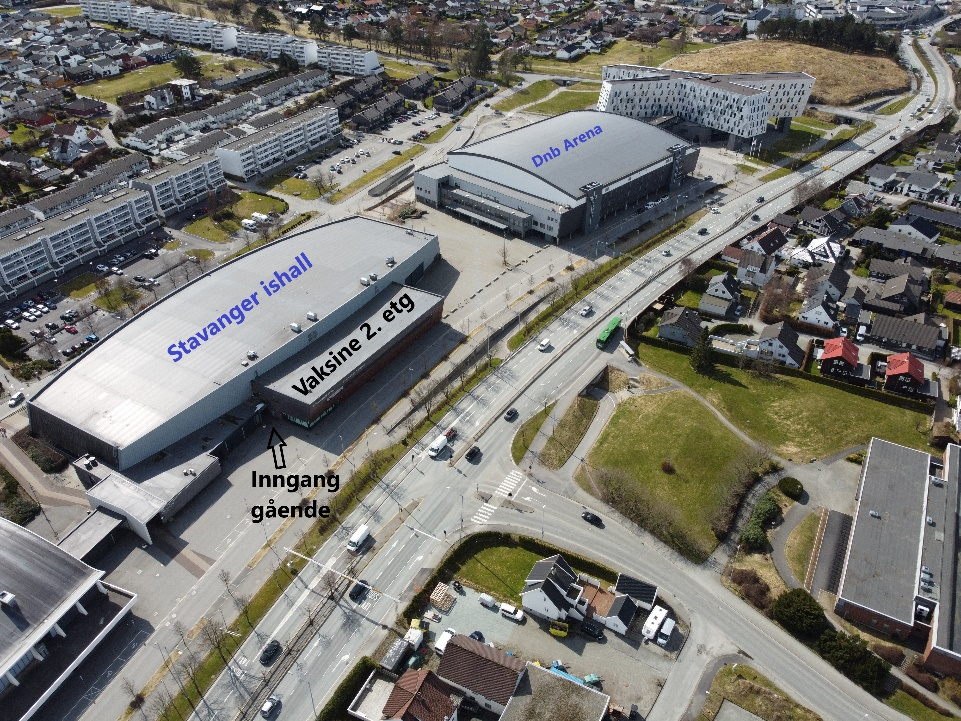 Dnb Arena
Stavanger ishall
Vaksine 2. etg
Inngang
gående